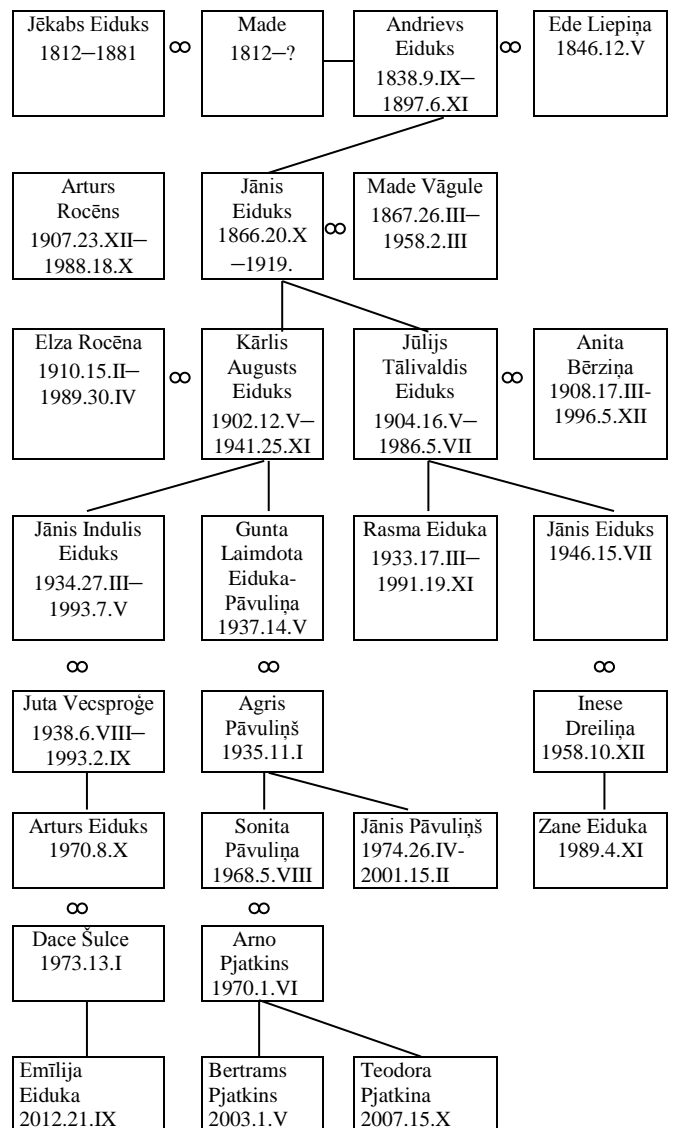 Jēkabs Eiduks
1812–1881
∞
Made
1812–?
Andrievs
Eiduks
1838.9.IX–
1897.6.XI
∞
Ede Liepiņa
1846.12.V
Arturs
Rocēns
1907.23.XII–
1988.18.X
Jānis
Eiduks
1866.20.X
–1919.
∞
Made Vāgule
1867.26.III–
1958.2.III
Elza Rocēna
1910.15.II–
1989.30.IV
∞
Kārlis
Augusts
Eiduks
1902.12.V–
1941.25.XI
Jūlijs
Tālivaldis
Eiduks
1904.16.V–
1986.5.VII
∞
Anita
Bērziņa
1908.17.III-
1996.5.XII
Jānis Indulis
Eiduks
1934.27.III–
1993.7.V
Gunta
Laimdota
Eiduka-
Pāvuliņa
1937.14.V
Rasma Eiduka
1933.17.III–
1991.19.XI
Jānis Eiduks
1946.15.VII
∞
∞
∞
Juta Vecsproģe
1938.6.VIII–
1993.2.IX
Agris
Pāvuliņš
1935.11.I
Inese
Dreiliņa
1958.10.XII
Arturs Eiduks
1970.8.X
Sonita
Pāvuliņa
1968.5.VIII
Jānis Pāvuliņš
1974.26.IV-
2001.15.II
Zane Eiduka
1989.4.XI
∞
∞
Dace Šulce
1973.13.I
Arno
Pjatkins
1970.1.VI
Emīlija
Eiduka
2012.21.IX
Bertrams
Pjatkins
2003.1.V
Teodora
Pjatkina
2007.15.X